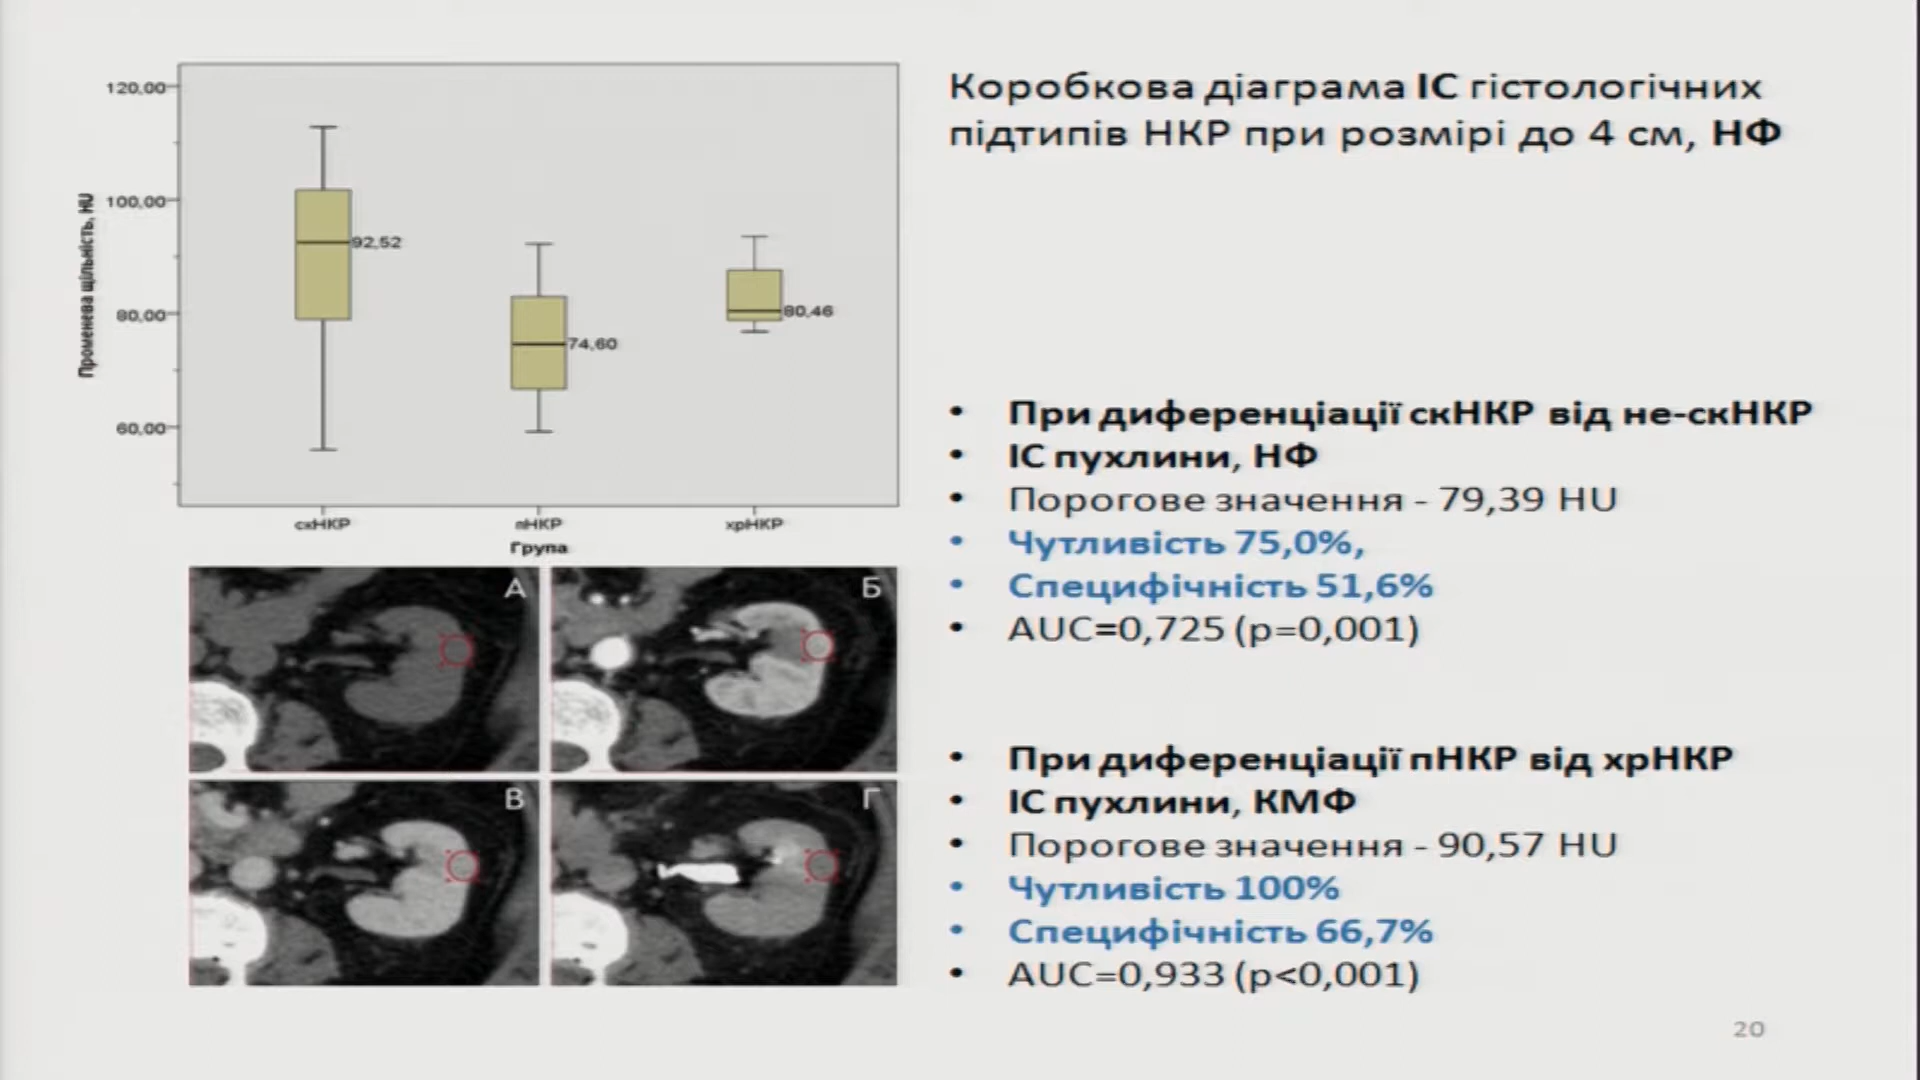 Коробкова діаграма ІС гістологічних
підтипів НКР при розмірі до 4 см, НФ
120,00
100,00
80,00
60,00
Променева щільність, HU
92,52
74,60
80,46
скНКР
пНКР
хрНКР
Група
А
Б
В
Г
• При диференціації скНКР від не-скНКР
• ІС пухлини, НФ
• Порогове значення - 79,39 HU
• Чутливість 75,0%,
• Специфічність 51,6%
• AUC=0,725 (p=0,001)
• При диференціації пНКР від хрНКР
• ІС пухлини, КМФ
• Порогове значення - 90,57 HU
• Чутливість 100%
• Специфічність 66,7%
• AUC=0,933 (p<0,001)
20